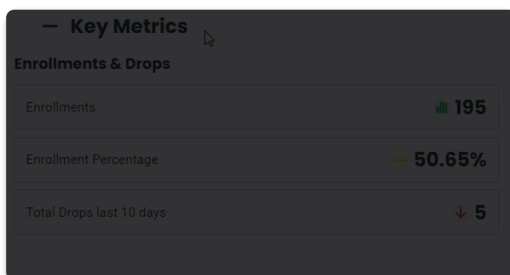 Key Metrics
Enrollments & Drops
Enrollments 195
Enrollment Percentage 50.65%
Total Drops last 10 days 5